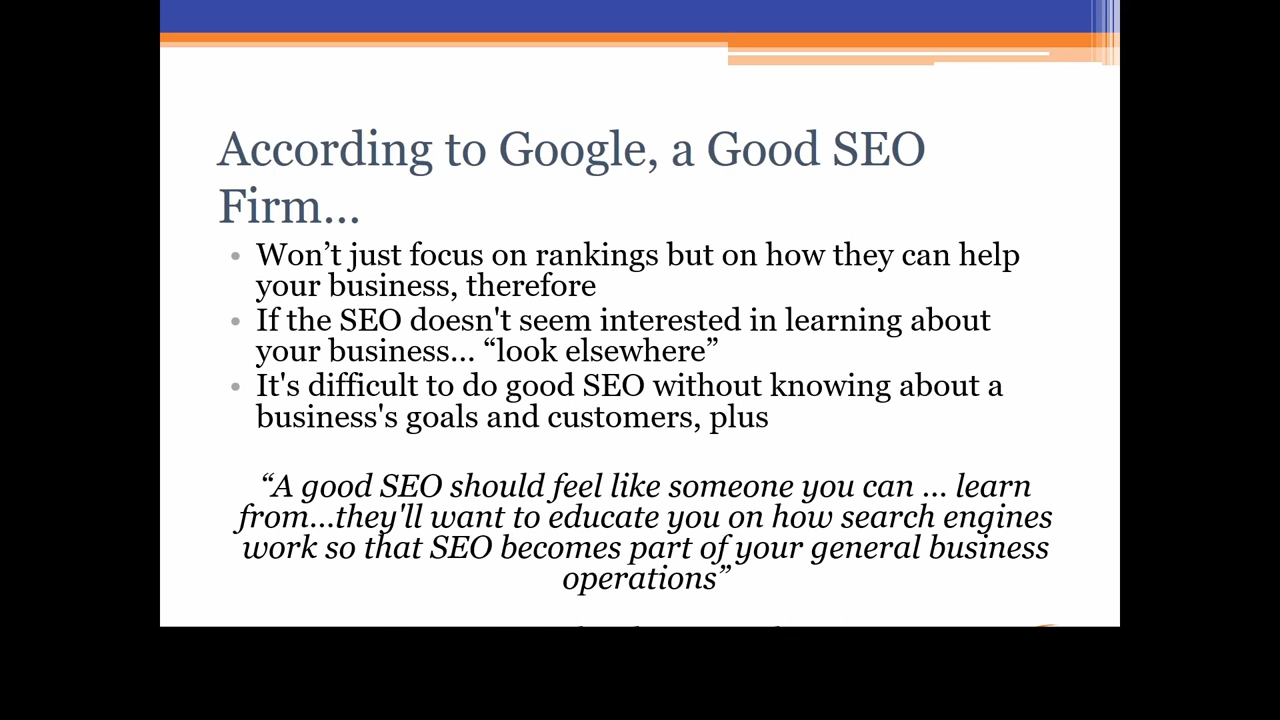 According to Google, a Good SEO
Firm...
• Won’t just focus on rankings but on how they can help
your business, therefore
• If the SEO doesn't seem interested in learning about
your business... “look elsewhere”
• It's difficult to do good SEO without knowing about a
business's goals and customers, plus
“A good SEO should feel like someone you can ... learn
from...they'll want to educate you on how search engines
work so that SEO becomes part of your general business
operations”